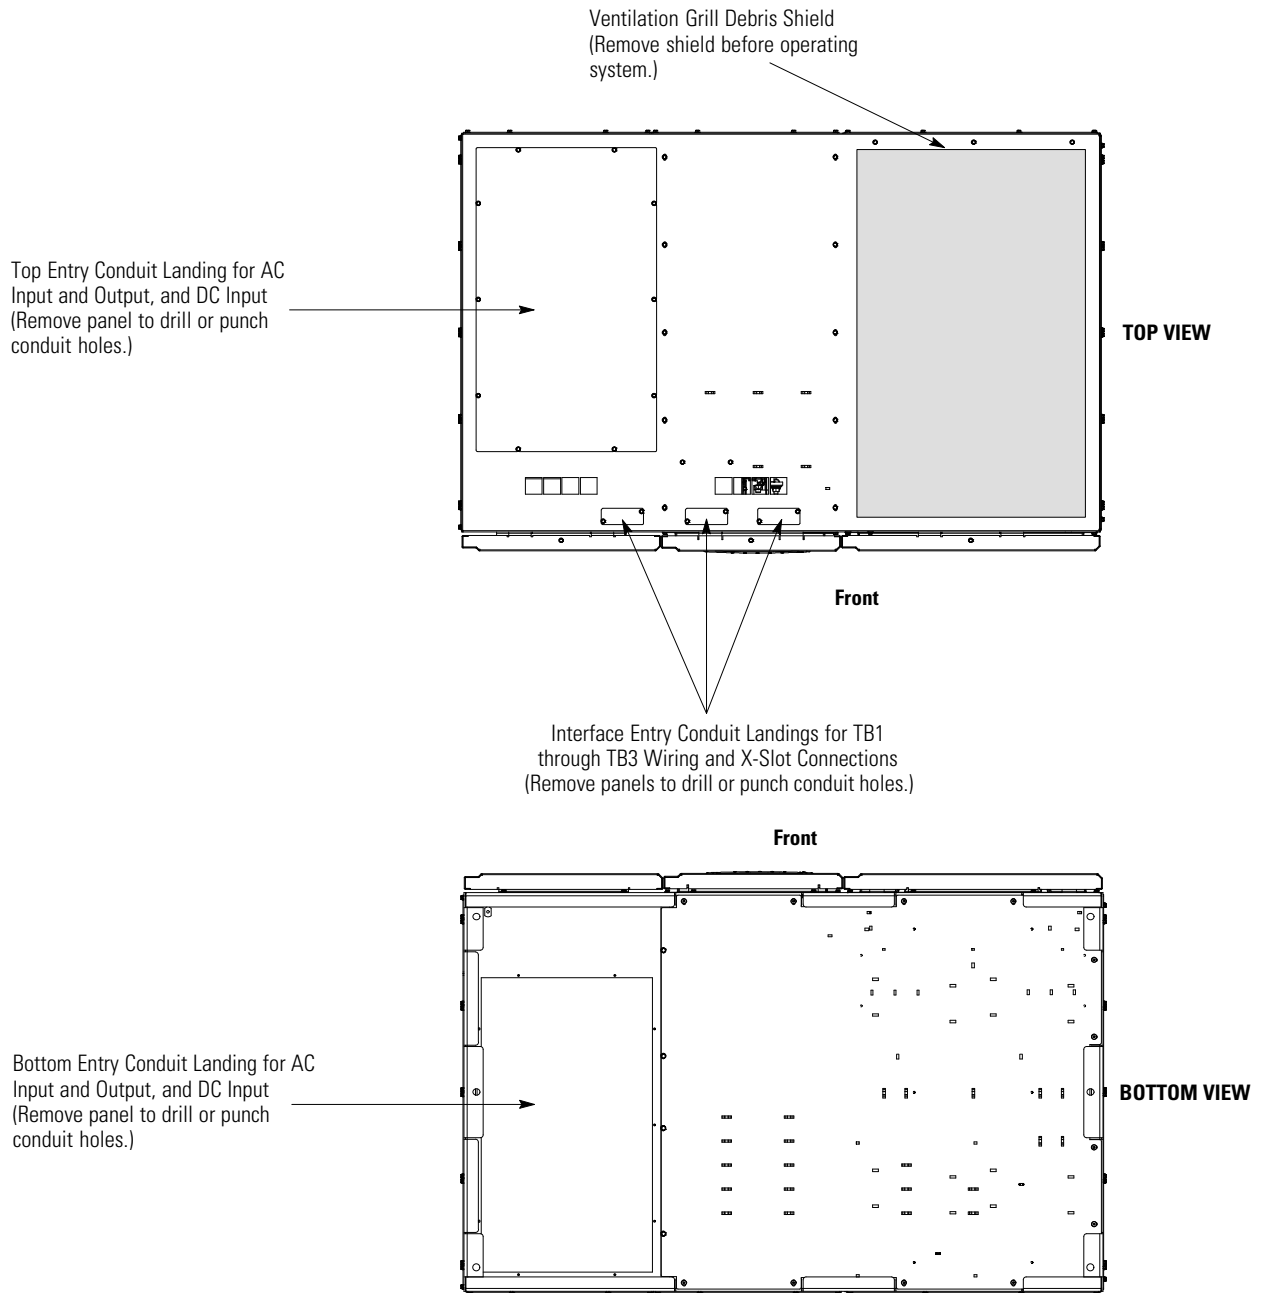 Ventilation Grill Debris Shield
(Remove shield before operating
system.)
Top Entry Conduit Landing for AC
Input and Output, and DC Input
(Remove panel to drill or punch
conduit holes.)
TOP VIEW
Front
Interface Entry Conduit Landings for TB1
through TB3 Wiring and X-Slot Connections
(Remove panels to drill or punch conduit holes.)
Front
Bottom Entry Conduit Landing for AC
Input and Output, and DC Input
(Remove panel to drill or punch
conduit holes.)
BOTTOM VIEW